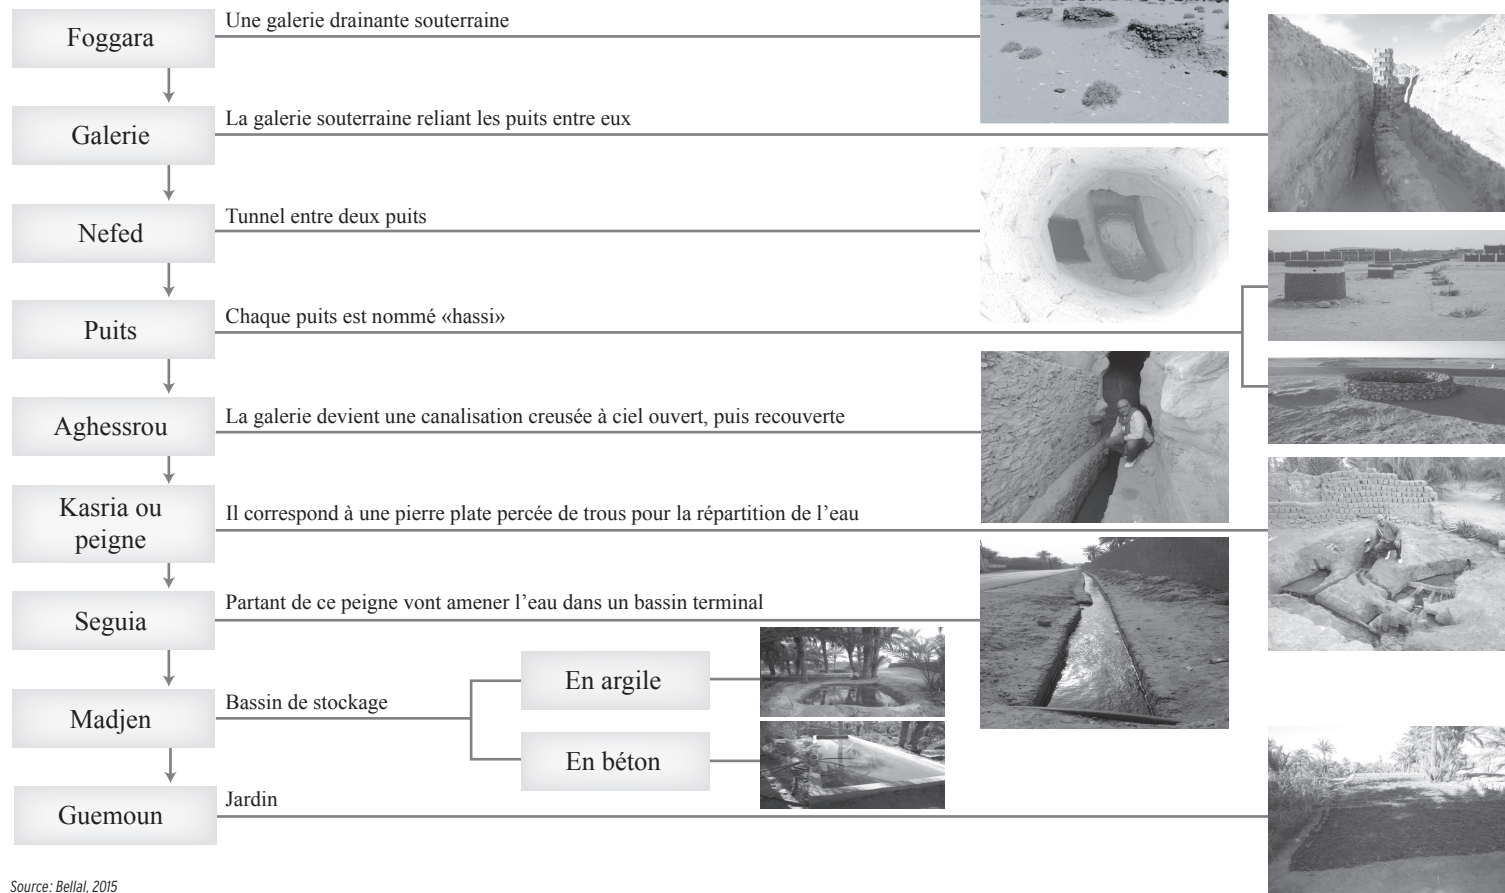 Foggara
Une galerie drainante souterraine
Galerie
La galerie souterraine reliant les puits entre eux
Nefed
Tunnel entre deux puits
Puits
Chaque puits est nommé «hassi»
Aghessrou
La galerie devient une canalisation creusée à ciel ouvert, puis recouverte
Kasria ou
peigne
Il correspond à une pierre plate percée de trous pour la répartition de l’eau
Seguia
Partant de ce peigne vont amener l’eau dans un bassin terminal
Madjen
Bassin de stockage
En argile
En béton
Guemoun
Jardin
Source: Bellal, 2015